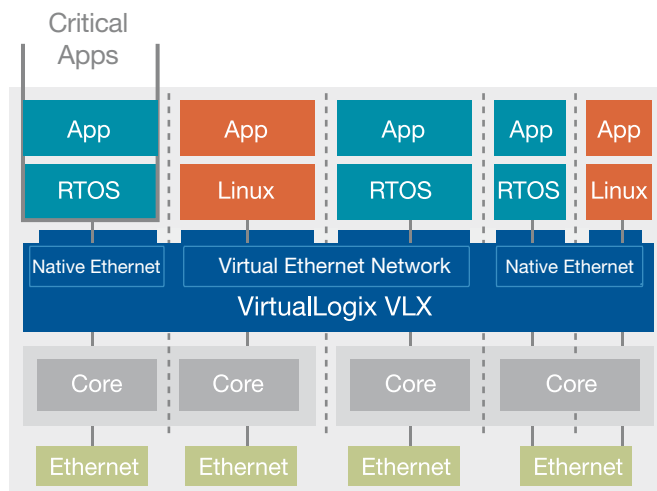 Critical
Apps
App App App App App
RTOS Linux RTOS RTOS Linux
Native Ethernet Virtual Ethernet Network Native Ethernet
VirtualLogix VLX
Core Core Core Core
Ethernet Ethernet Ethernet Ethernet